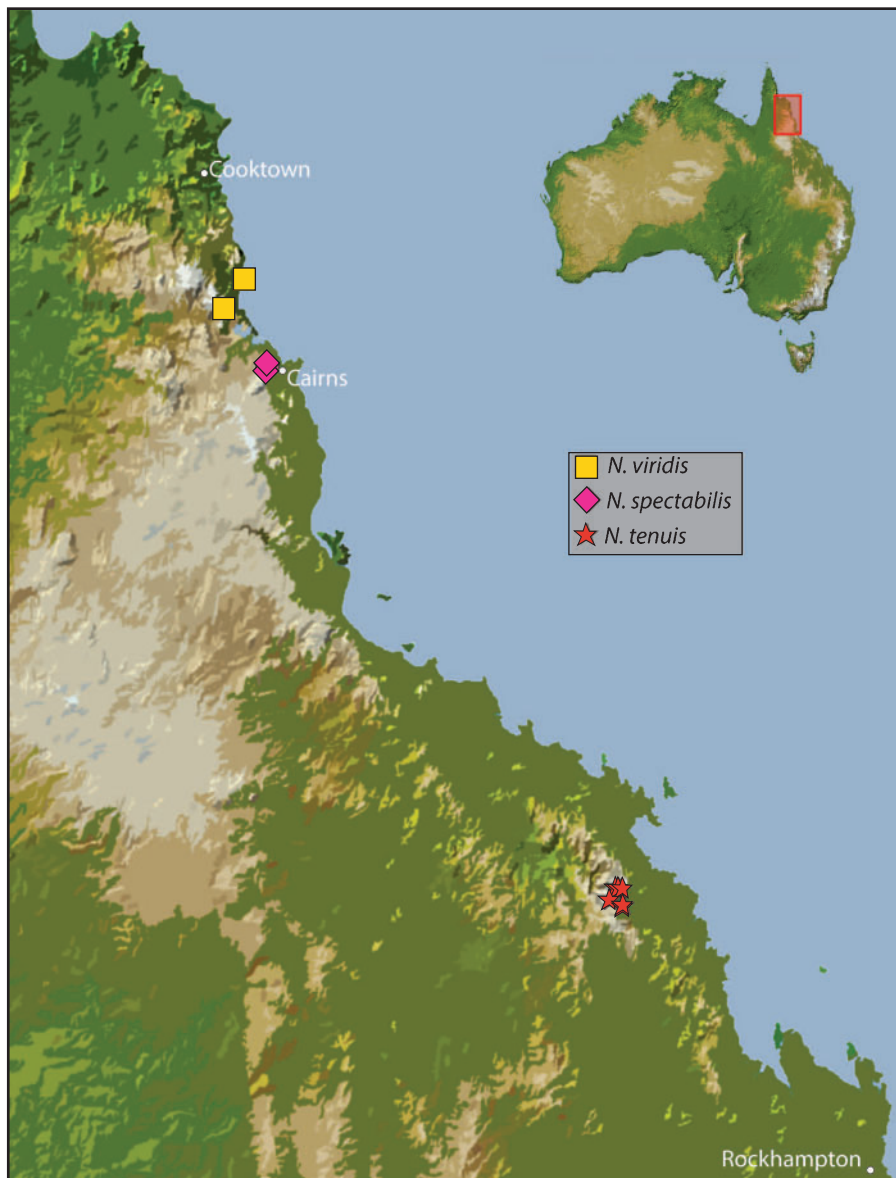 Cooktown
Cairns
N. viridis
N. spectabilis
N. tenuis
Rockhampton